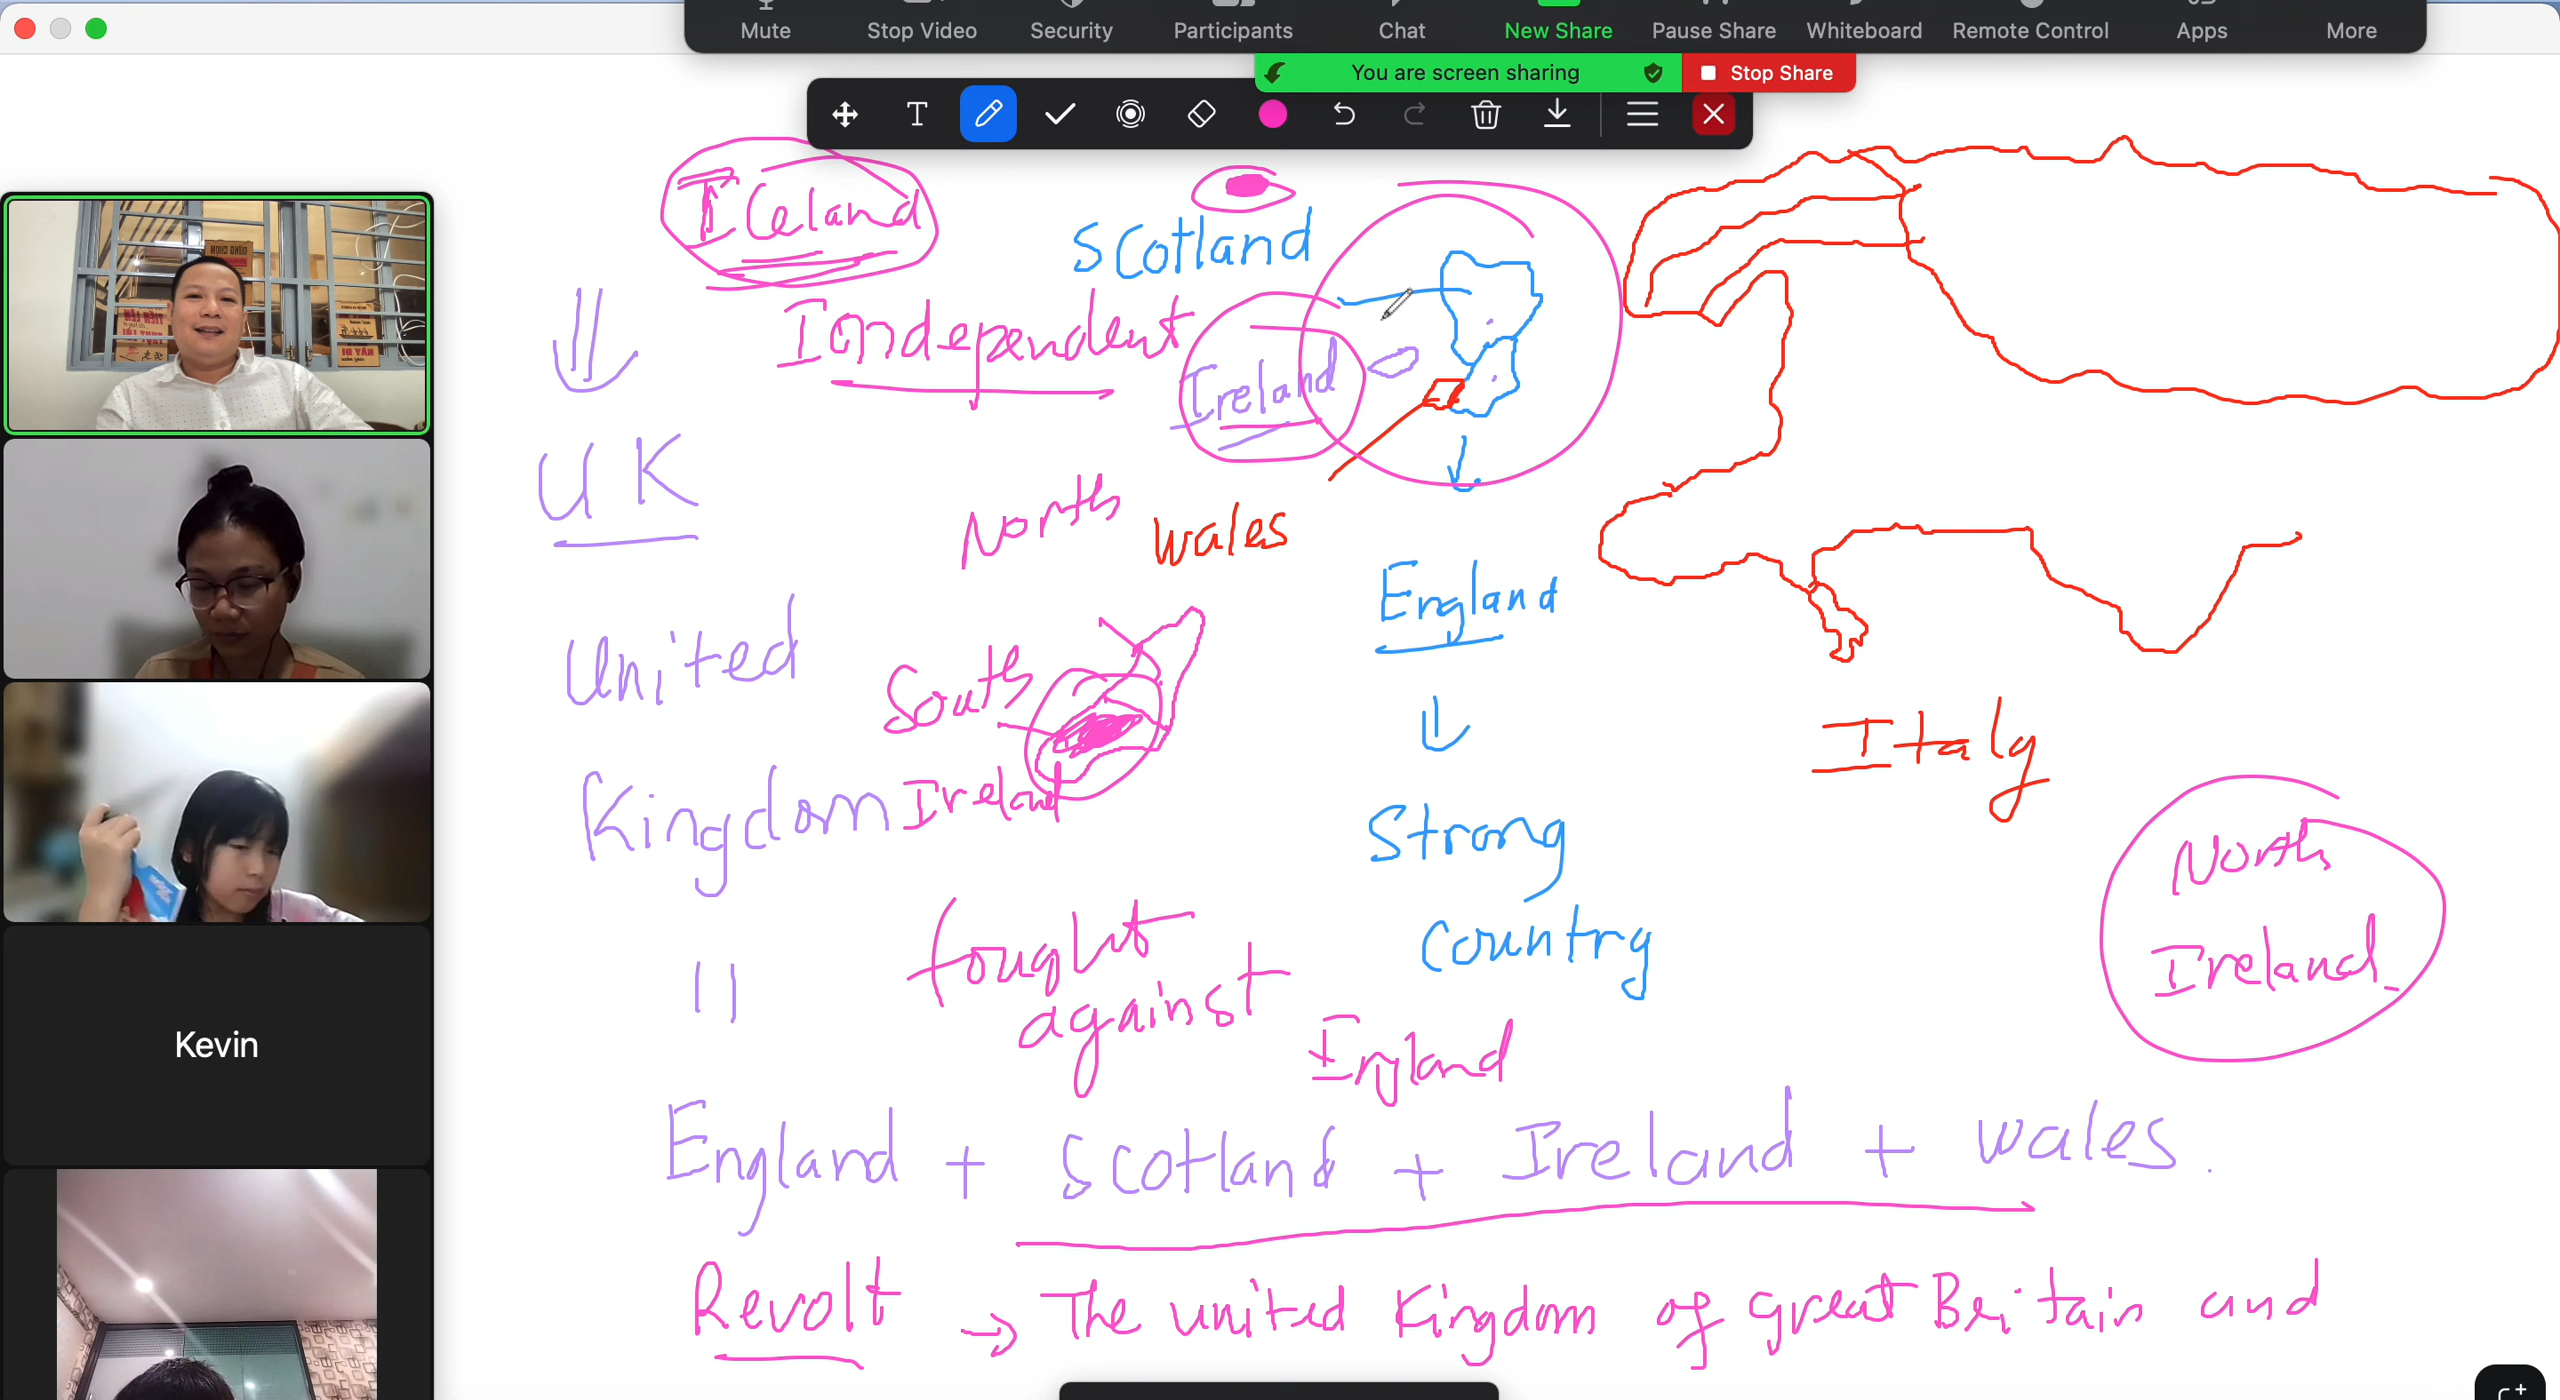 Mute Stop Video Security Participants Chat New Share Pause Share Whiteboard Remote Control Apps More
You are screen sharing Stop Share
T
ICeland
Scotland
Iondependent
Ireland
UK
North
Wales
England
United
South
Italy
Kingdom
Ireland
Strong
Country
North
Ireland
fought
against
England
Kevin
=
England + Scotland + Ireland + Wales.
Revolt → The united Kingdom of great Britain and